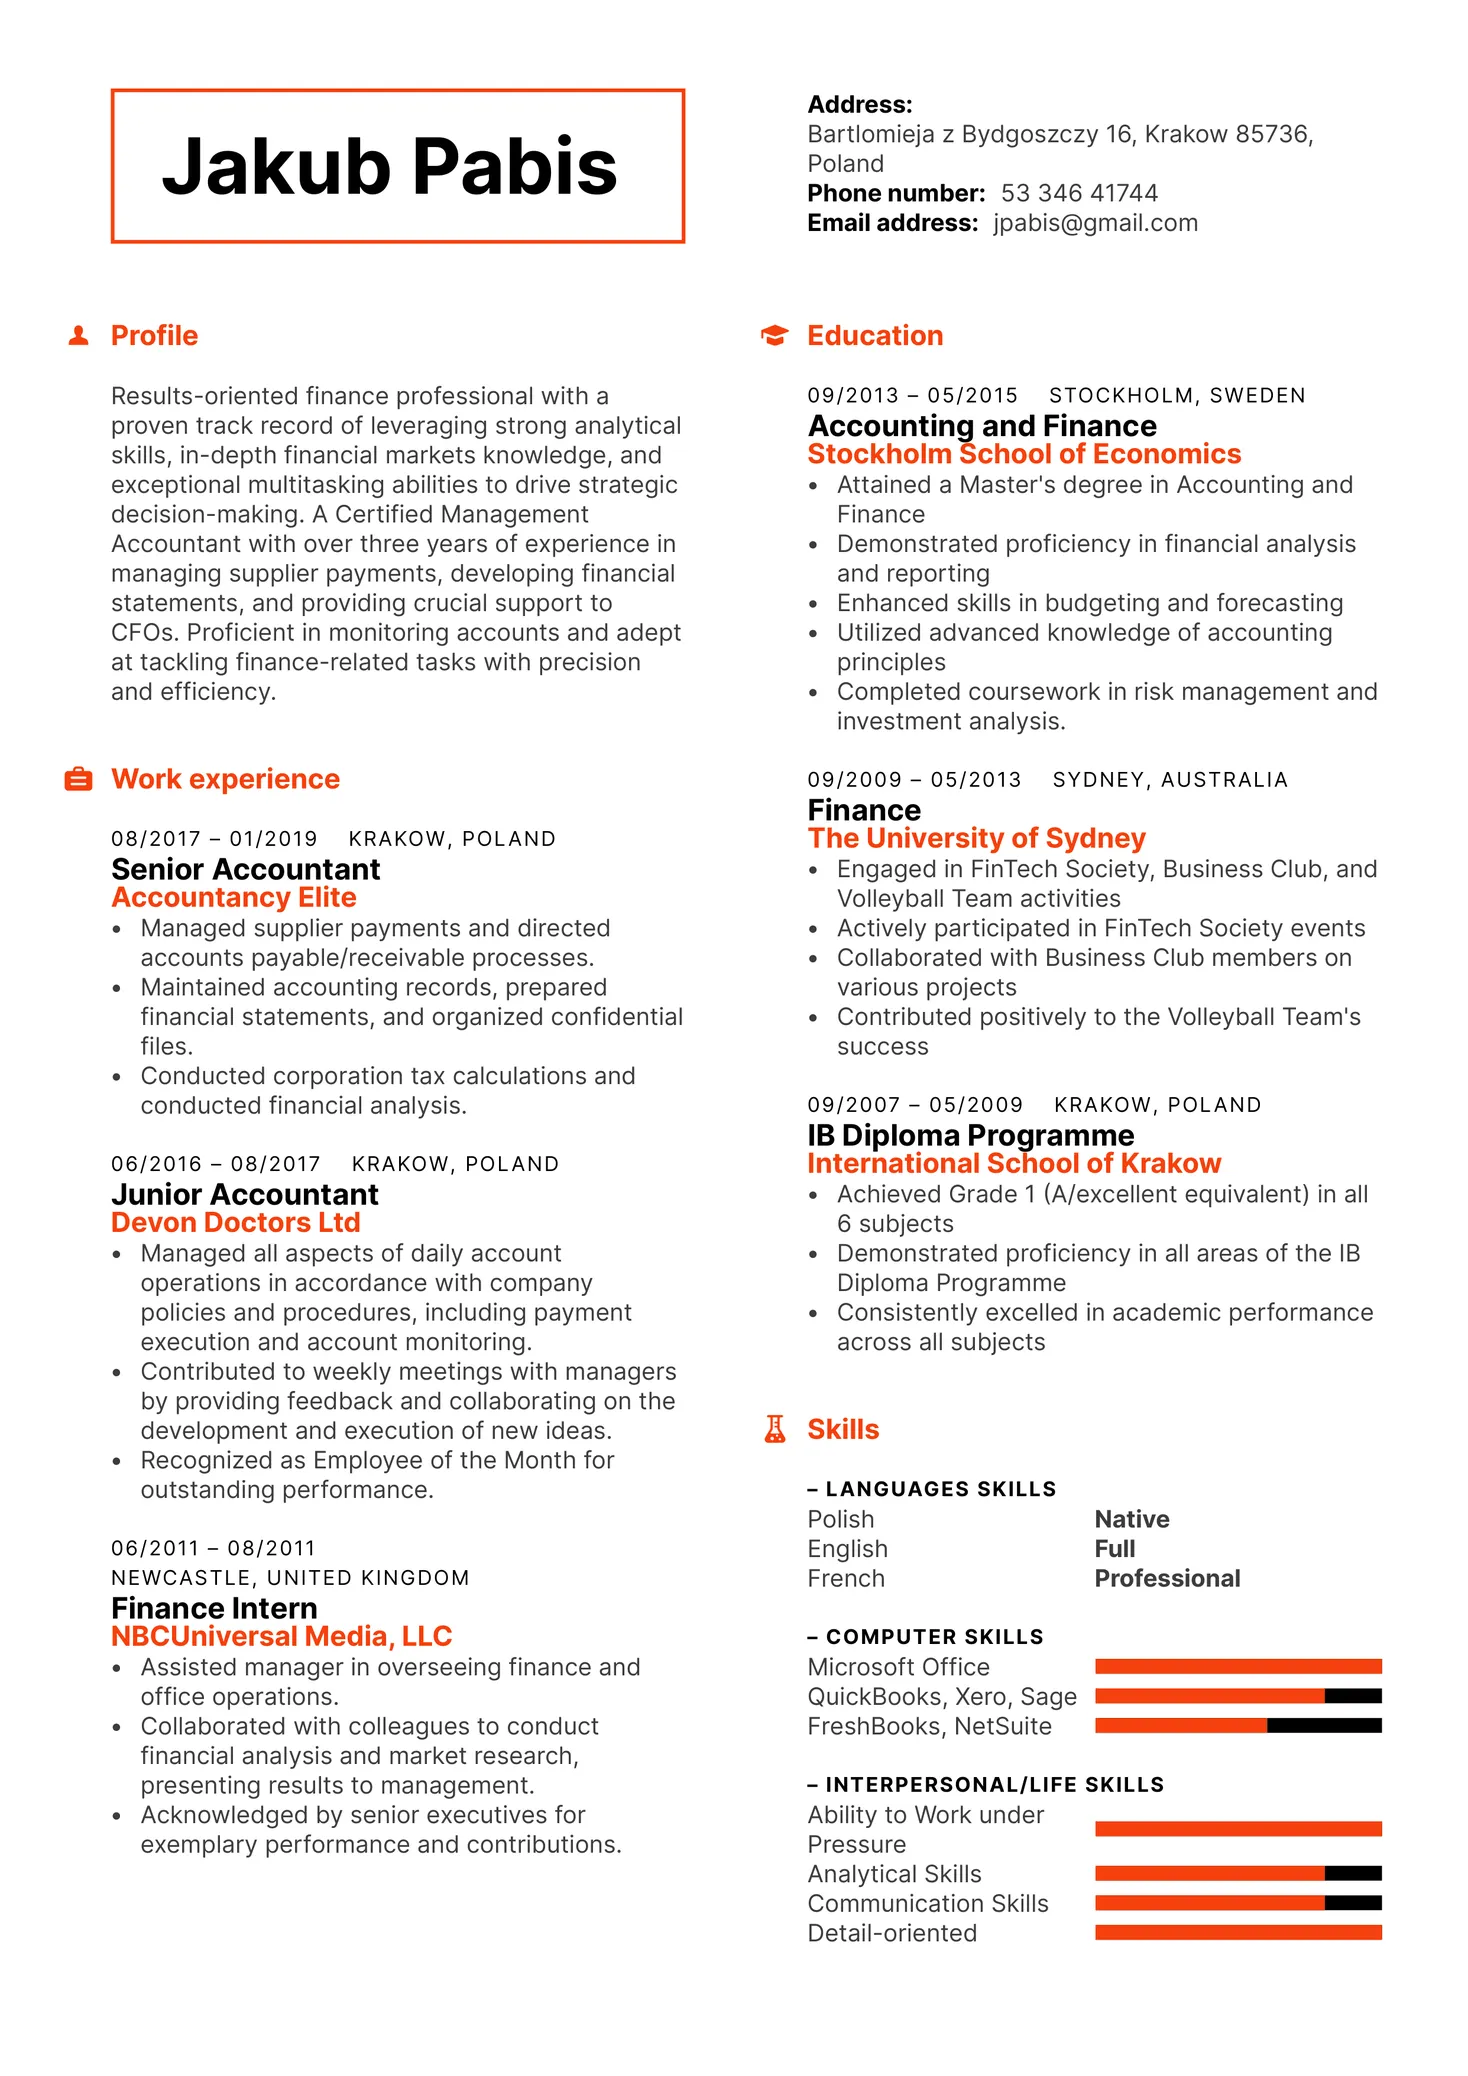 Jakub Pabis
Address:
Bartlomieja z Bydgoszczy 16, Krakow 85736,
Poland
Phone number: 53 346 41744
Email address: jpabis@gmail.com
Profile
Results-oriented finance professional with a
proven track record of leveraging strong analytical
skills, in-depth financial markets knowledge, and
exceptional multitasking abilities to drive strategic
decision-making. A Certified Management
Accountant with over three years of experience in
managing supplier payments, developing financial
statements, and providing crucial support to
CFOs. Proficient in monitoring accounts and adept
at tackling finance-related tasks with precision
and efficiency.
Work experience
08/2017 – 01/2019 KRAKOW, POLAND
Senior Accountant
Accountancy Elite
• Managed supplier payments and directed
accounts payable/receivable processes.
• Maintained accounting records, prepared
financial statements, and organized confidential
files.
• Conducted corporation tax calculations and
conducted financial analysis.
06/2016 – 08/2017 KRAKOW, POLAND
Junior Accountant
Devon Doctors Ltd
• Managed all aspects of daily account
operations in accordance with company
policies and procedures, including payment
execution and account monitoring.
• Contributed to weekly meetings with managers
by providing feedback and collaborating on the
development and execution of new ideas.
• Recognized as Employee of the Month for
outstanding performance.
06/2011 – 08/2011
NEWCASTLE, UNITED KINGDOM
Finance Intern
NBCUniversal Media, LLC
• Assisted manager in overseeing finance and
office operations.
• Collaborated with colleagues to conduct
financial analysis and market research,
presenting results to management.
• Acknowledged by senior executives for
exemplary performance and contributions.
Education
09/2013 – 05/2015 STOCKHOLM, SWEDEN
Accounting and Finance
Stockholm School of Economics
• Attained a Master's degree in Accounting and
Finance
• Demonstrated proficiency in financial analysis
and reporting
• Enhanced skills in budgeting and forecasting
• Utilized advanced knowledge of accounting
principles
• Completed coursework in risk management and
investment analysis.
09/2009 – 05/2013 SYDNEY, AUSTRALIA
Finance
The University of Sydney
• Engaged in FinTech Society, Business Club, and
Volleyball Team activities
• Actively participated in FinTech Society events
• Collaborated with Business Club members on
various projects
• Contributed positively to the Volleyball Team's
success
09/2007 – 05/2009 KRAKOW, POLAND
IB Diploma Programme
International School of Krakow
• Achieved Grade 1 (A/excellent equivalent) in all
6 subjects
• Demonstrated proficiency in all areas of the IB
Diploma Programme
• Consistently excelled in academic performance
across all subjects
Skills
– LANGUAGES SKILLS
Polish Native
English Full
French Professional
– COMPUTER SKILLS
Microsoft Office
QuickBooks, Xero, Sage
FreshBooks, NetSuite
– INTERPERSONAL/LIFE SKILLS
Ability to Work under
Pressure
Analytical Skills
Communication Skills
Detail-oriented